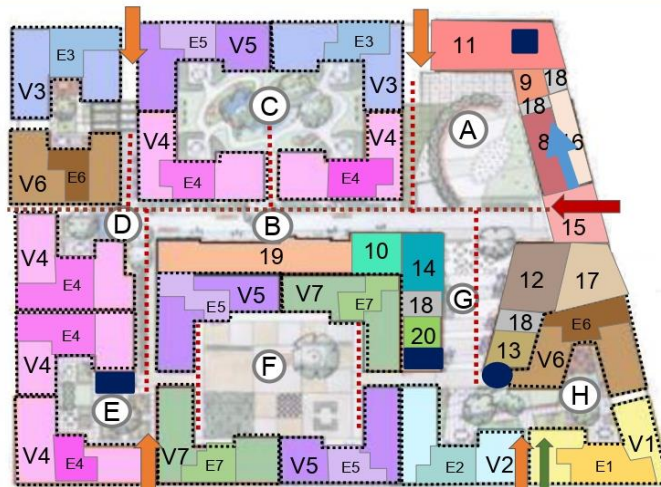 E3 E5 V5 E3 11
V3 V3 9 18
C 18
V4 V4 A 8 16
V6 E6 E4 E4
D B 15
V4 19 10 14 12 17
E4 E5 V5 V7 E7 18 G 18 E6
E4 20 13 V6
V4 F
E H
V4 V7 V5 V2 V1
E4 E7 E5 E2 E1